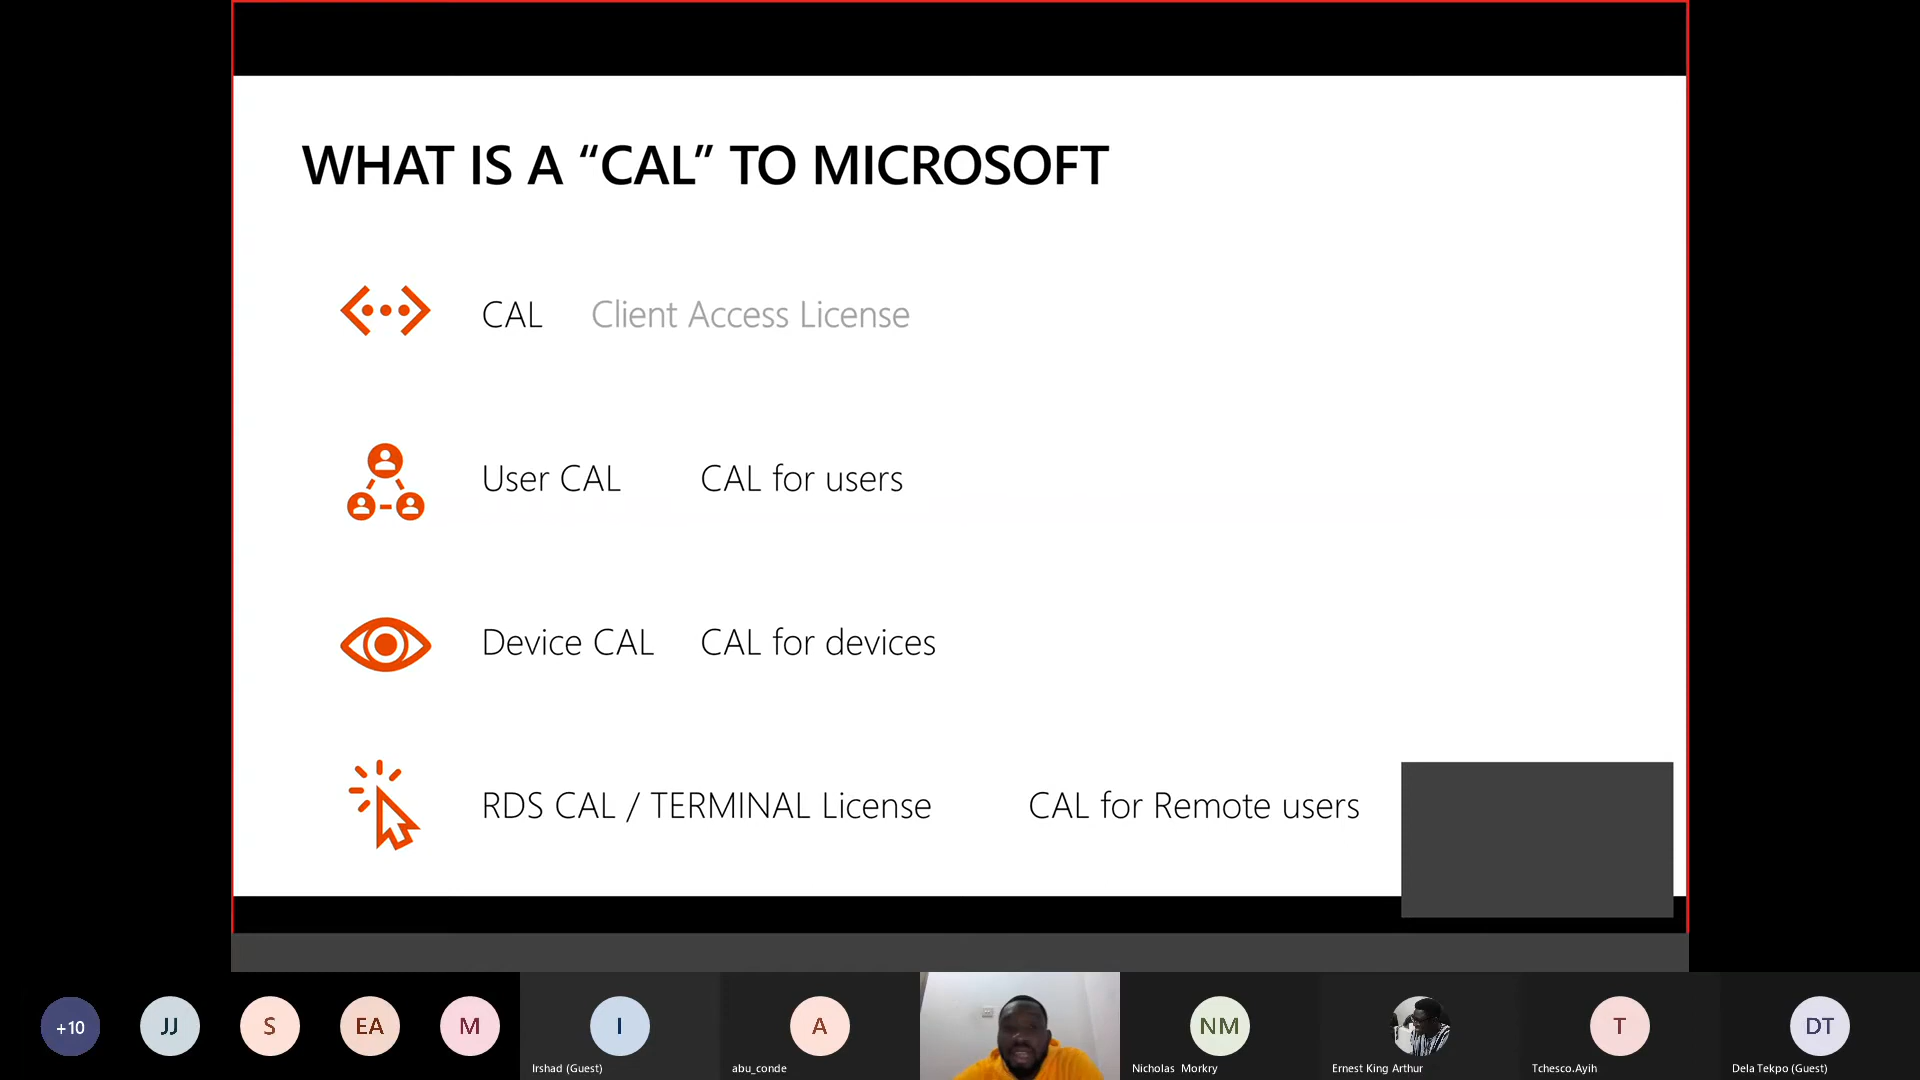 WHAT IS A “CAL” TO MICROSOFT
CAL Client Access License
User CAL CAL for users
Device CAL CAL for devices
RDS CAL / TERMINAL License CAL for Remote users
+10 JJ S EA M I A NM T DT
Irshad (Guest) abu_conde Nicholas Morkry Ernest King Arthur Tchesco.Ayih Dela Tekpo (Guest)